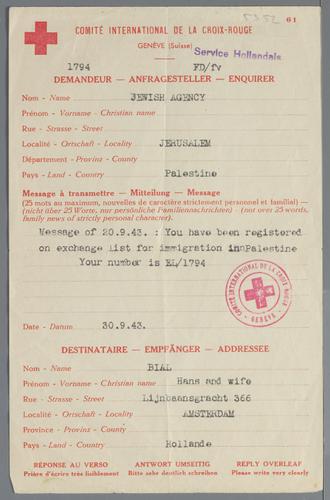 5352 61
COMITÉ INTERNATIONAL DE LA CROIX-ROUGE
GENÈVE (Suisse)
Service Hollandais
1794 FD/fv
DEMANDEUR — ANFRAGESTELLER — ENQUIRER
Nom - Name JEWISH AGENCY
Prénom - Vorname - Christian name
Rue - Strasse - Street
Localité - Ortschaft - Locality JERUSALEM
Département - Provinz - County
Pays - Land - Country Palestine
Message à transmettre — Mitteilung — Message
(25 mots au maximum, nouvelles de caractère strictement personnel et familial) —
(nicht über 25 Worte, nur persönliche Familiennachrichten) - (not over 25 words,
family news of strictly personal character).
Message of 20.9.43. : You have been registered
on exchange list for immigration in Palestine
Your number is EL/1794
COMITÉ INTERNATIONAL DE LA CROIX-ROUGE
GENÈVE
Date - Datum 30.9.43.
DESTINATAIRE — EMPFÄNGER — ADDRESSEE
Nom - Name BIAL
Prénom - Vorname - Christian name Hans and wife
Rue - Strasse - Street Lijnbaansgracht 366
Localité - Ortschaft - Locality AMSTERDAM
Province - Provinz - County
Pays - Land - Country Hollande
RÉPONSE AU VERSO ANTWORT UMSEITIG REPLY OVERLEAF
Prière d'écrire très lisiblement Bitte sehr deutlich schreiben Please write very clearly